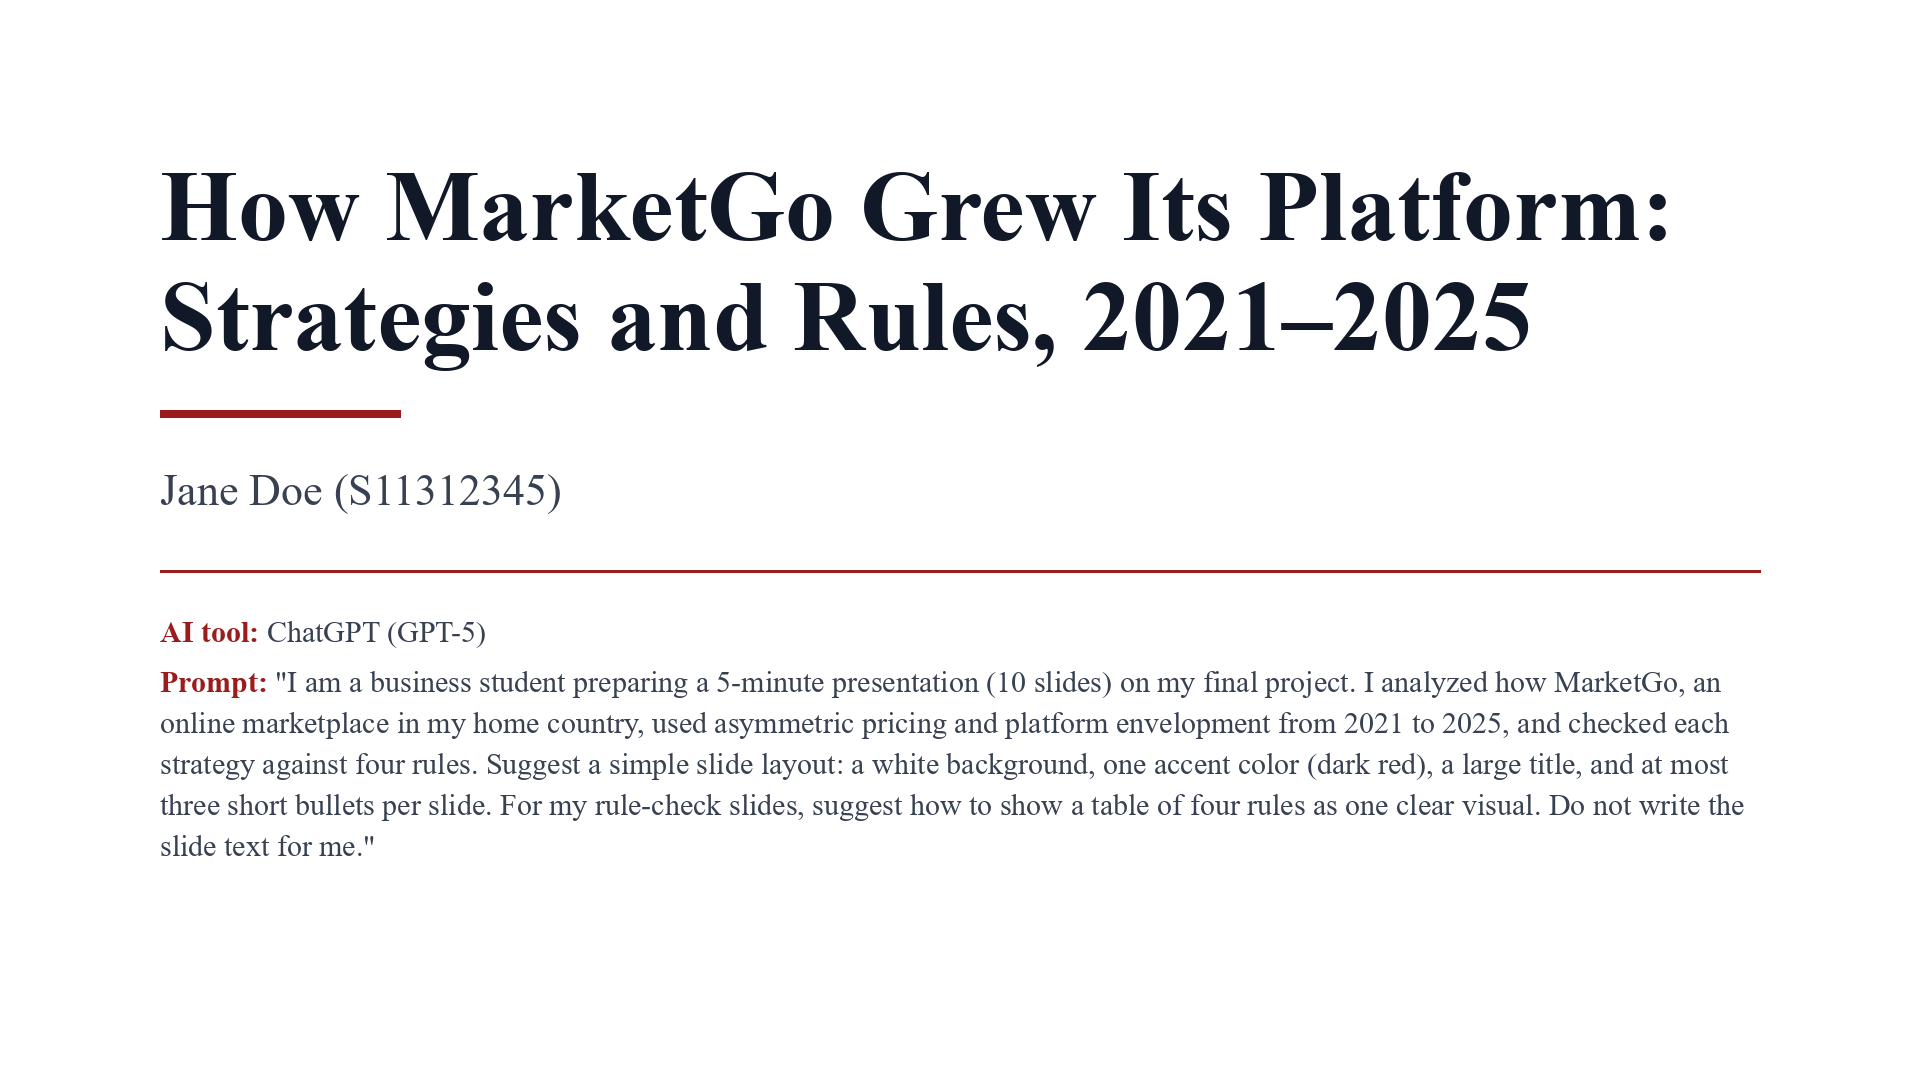 How MarketGo Grew Its Platform:
Strategies and Rules, 2021–2025
Jane Doe (S11312345)
AI tool: ChatGPT (GPT-5)
Prompt: "I am a business student preparing a 5-minute presentation (10 slides) on my final project. I analyzed how MarketGo, an
online marketplace in my home country, used asymmetric pricing and platform envelopment from 2021 to 2025, and checked each
strategy against four rules. Suggest a simple slide layout: a white background, one accent color (dark red), a large title, and at most
three short bullets per slide. For my rule-check slides, suggest how to show a table of four rules as one clear visual. Do not write the
slide text for me."